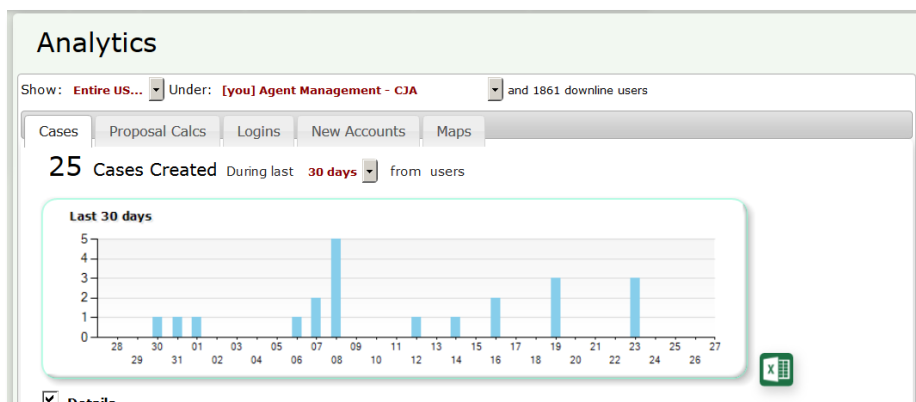 Analytics
Show: Entire US... Under: [you] Agent Management - CJA and 1861 downline users
Cases Proposal Calcs Logins New Accounts Maps
25 Cases Created During last 30 days from users
Last 30 days
5
4
3
2
1
0
28 30 01 03 05 07 09 11 13 15 17 19 21 23 25 27
29 31 02 04 06 08 10 12 14 16 18 20 22 24 26
Details